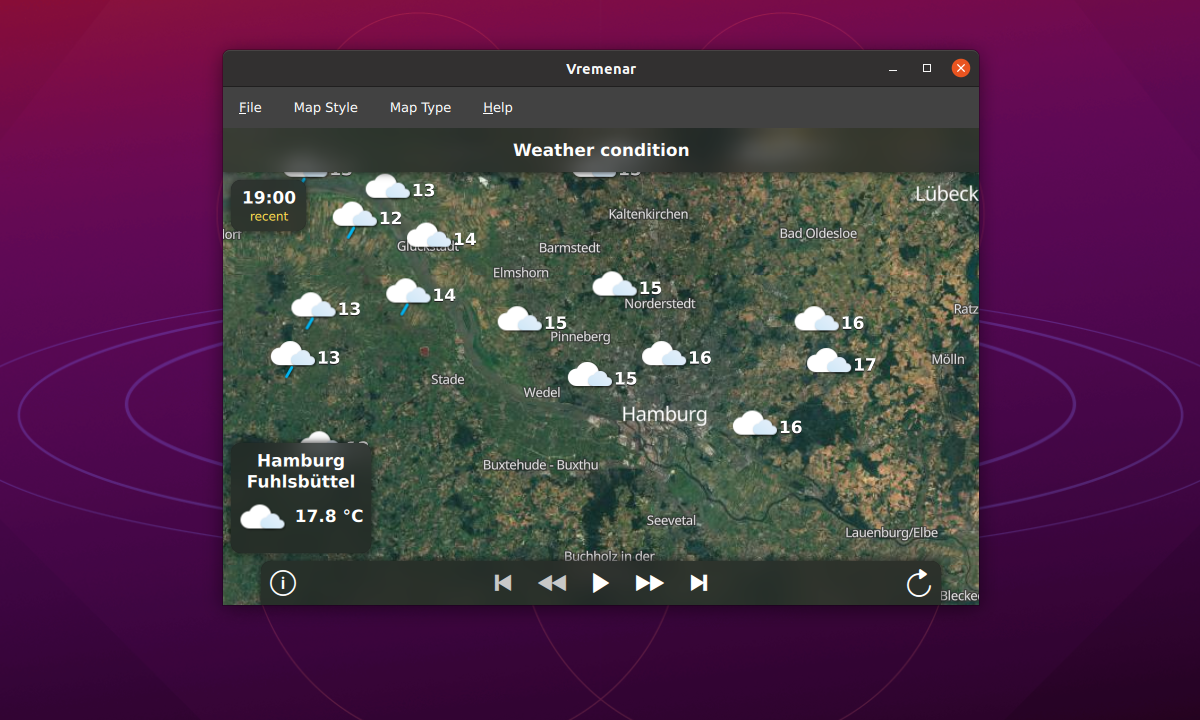 Vremenar
File Map Style Map Type Help
Weather condition
13
Lübeck
19:00
recent
12
Kaltenkirchen
Bad Oldesloe
Glückstadt
14
Barmstedt
Elmshorn
15
Norderstedt
14
13
15
Pinneberg
16
Ratz
13
16
17
Mölln
15
Stade
Wedel
Hamburg
16
Hamburg
Fuhlsbüttel
17.8 °C
Buxtehude - Buxthu
Seevetal
Lauenburg/Elbe
Buchholz in der
Blecke